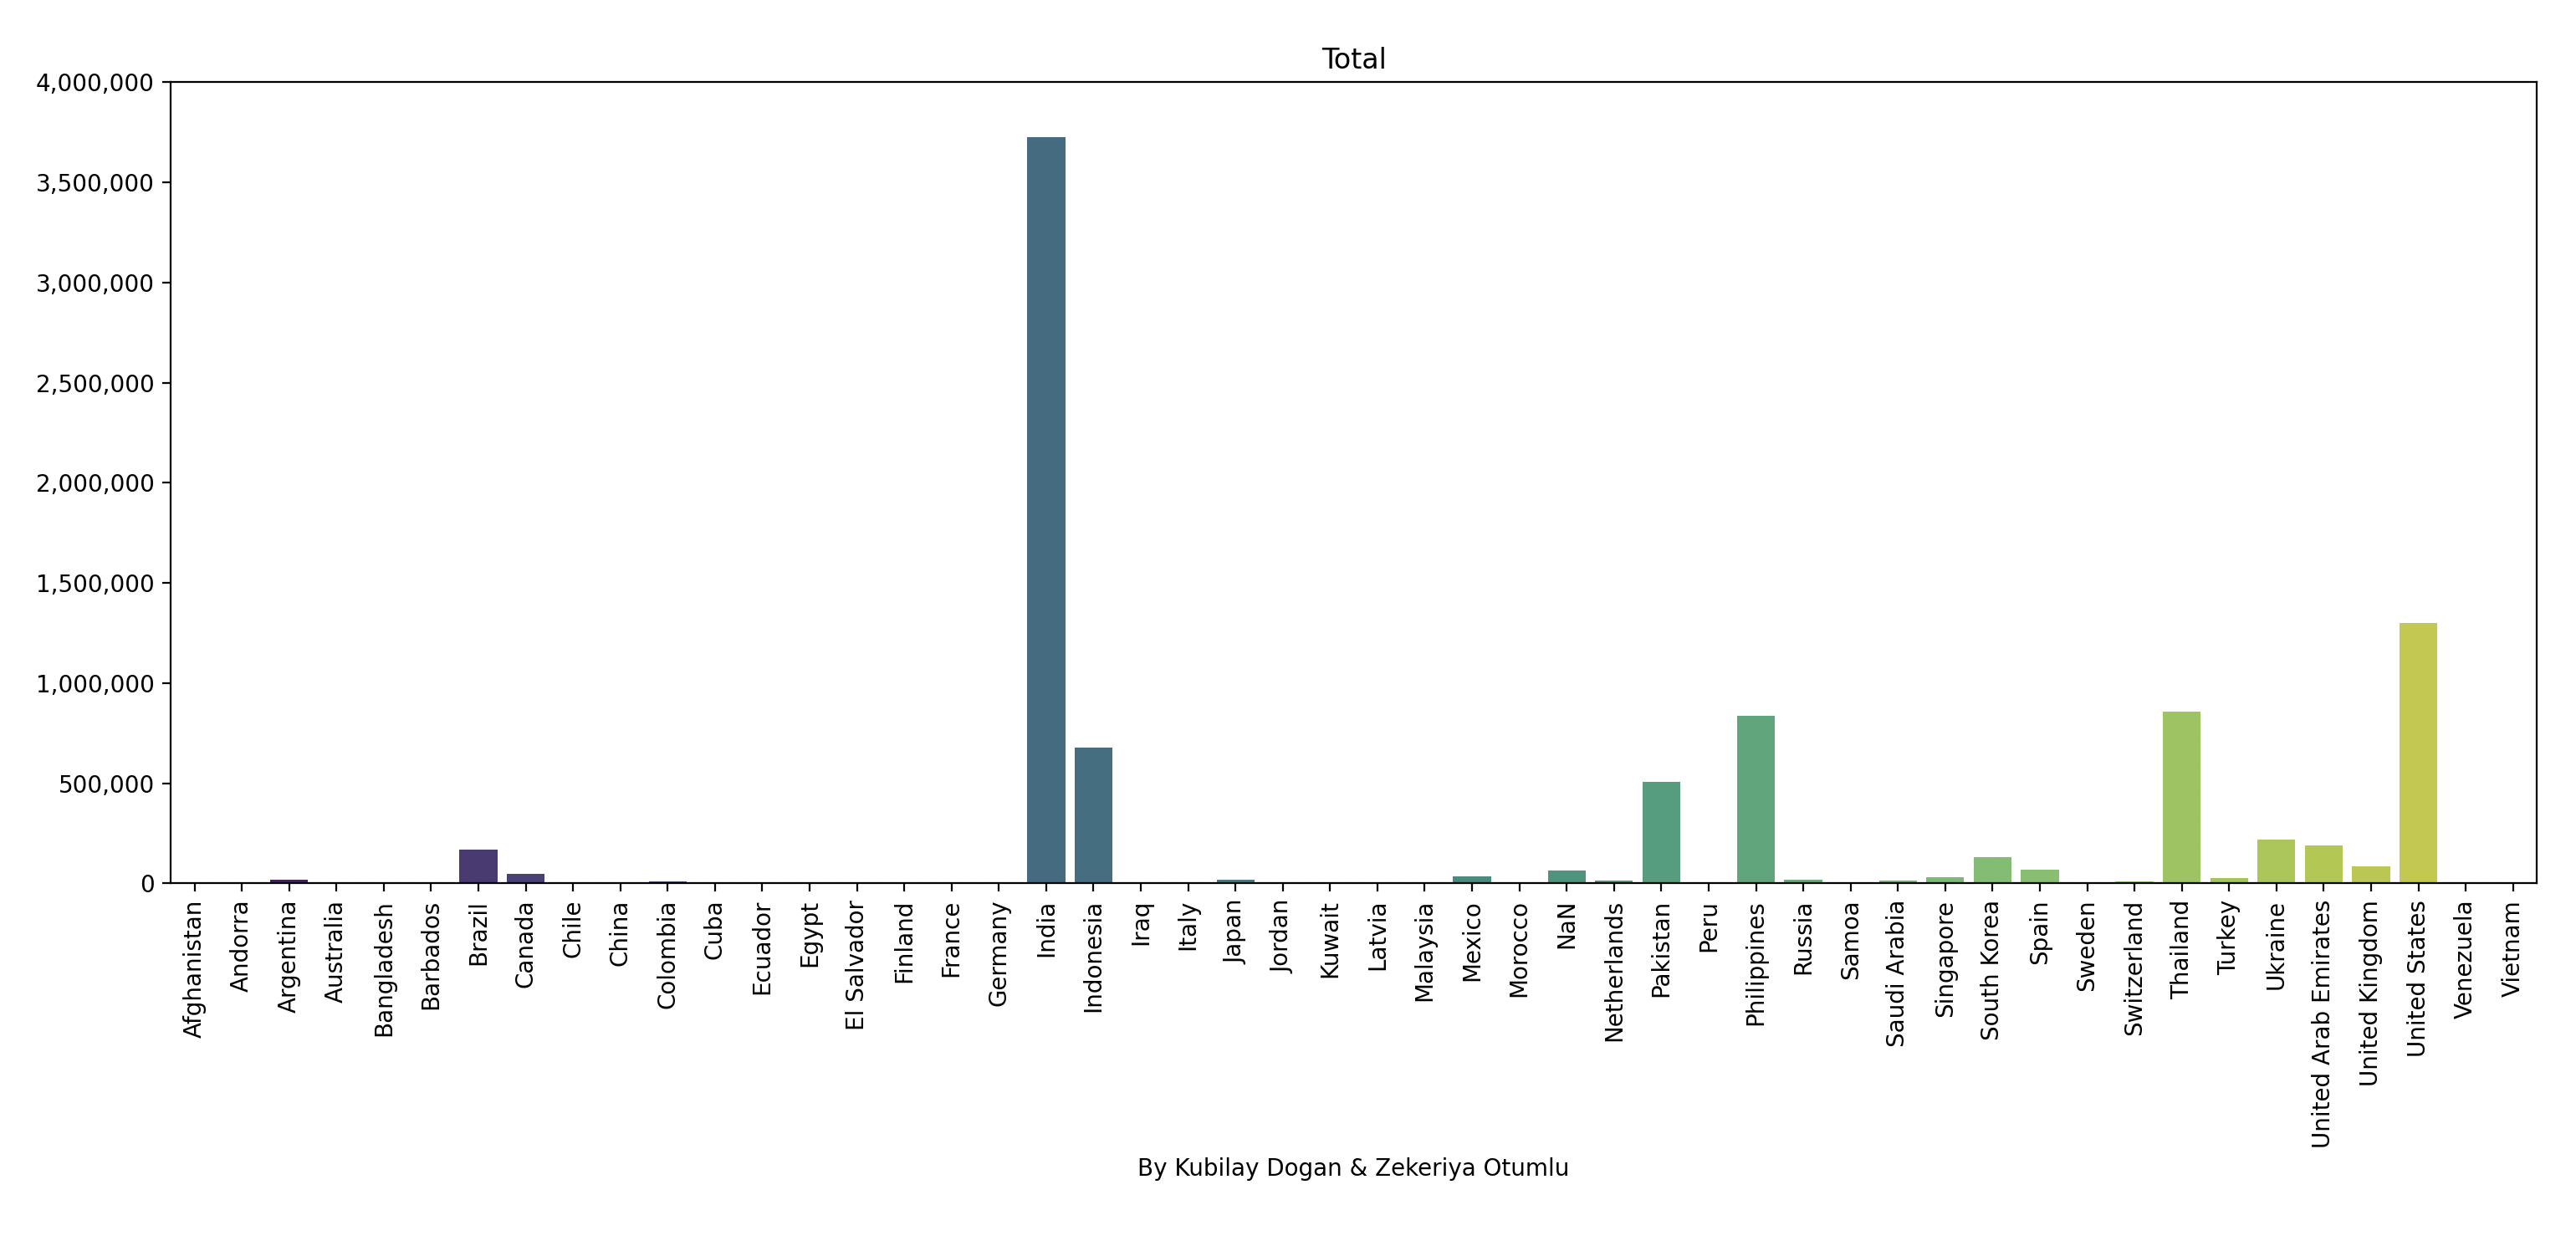 Total
4,000,000
3,500,000
3,000,000
2,500,000
2,000,000
1,500,000
1,000,000
500,000
0
Afghanistan
Andorra
Argentina
Australia
Bangladesh
Barbados
Brazil
Canada
Chile
China
Colombia
Cuba
Ecuador
Egypt
El Salvador
Finland
France
Germany
India
Indonesia
Iraq
Italy
Japan
Jordan
Kuwait
Latvia
Malaysia
Mexico
Morocco
NaN
Netherlands
Pakistan
Peru
Philippines
Russia
Samoa
Saudi Arabia
Singapore
South Korea
Spain
Sweden
Switzerland
Thailand
Turkey
Ukraine
United Arab Emirates
United Kingdom
United States
Venezuela
Vietnam
By Kubilay Dogan & Zekeriya Otumlu